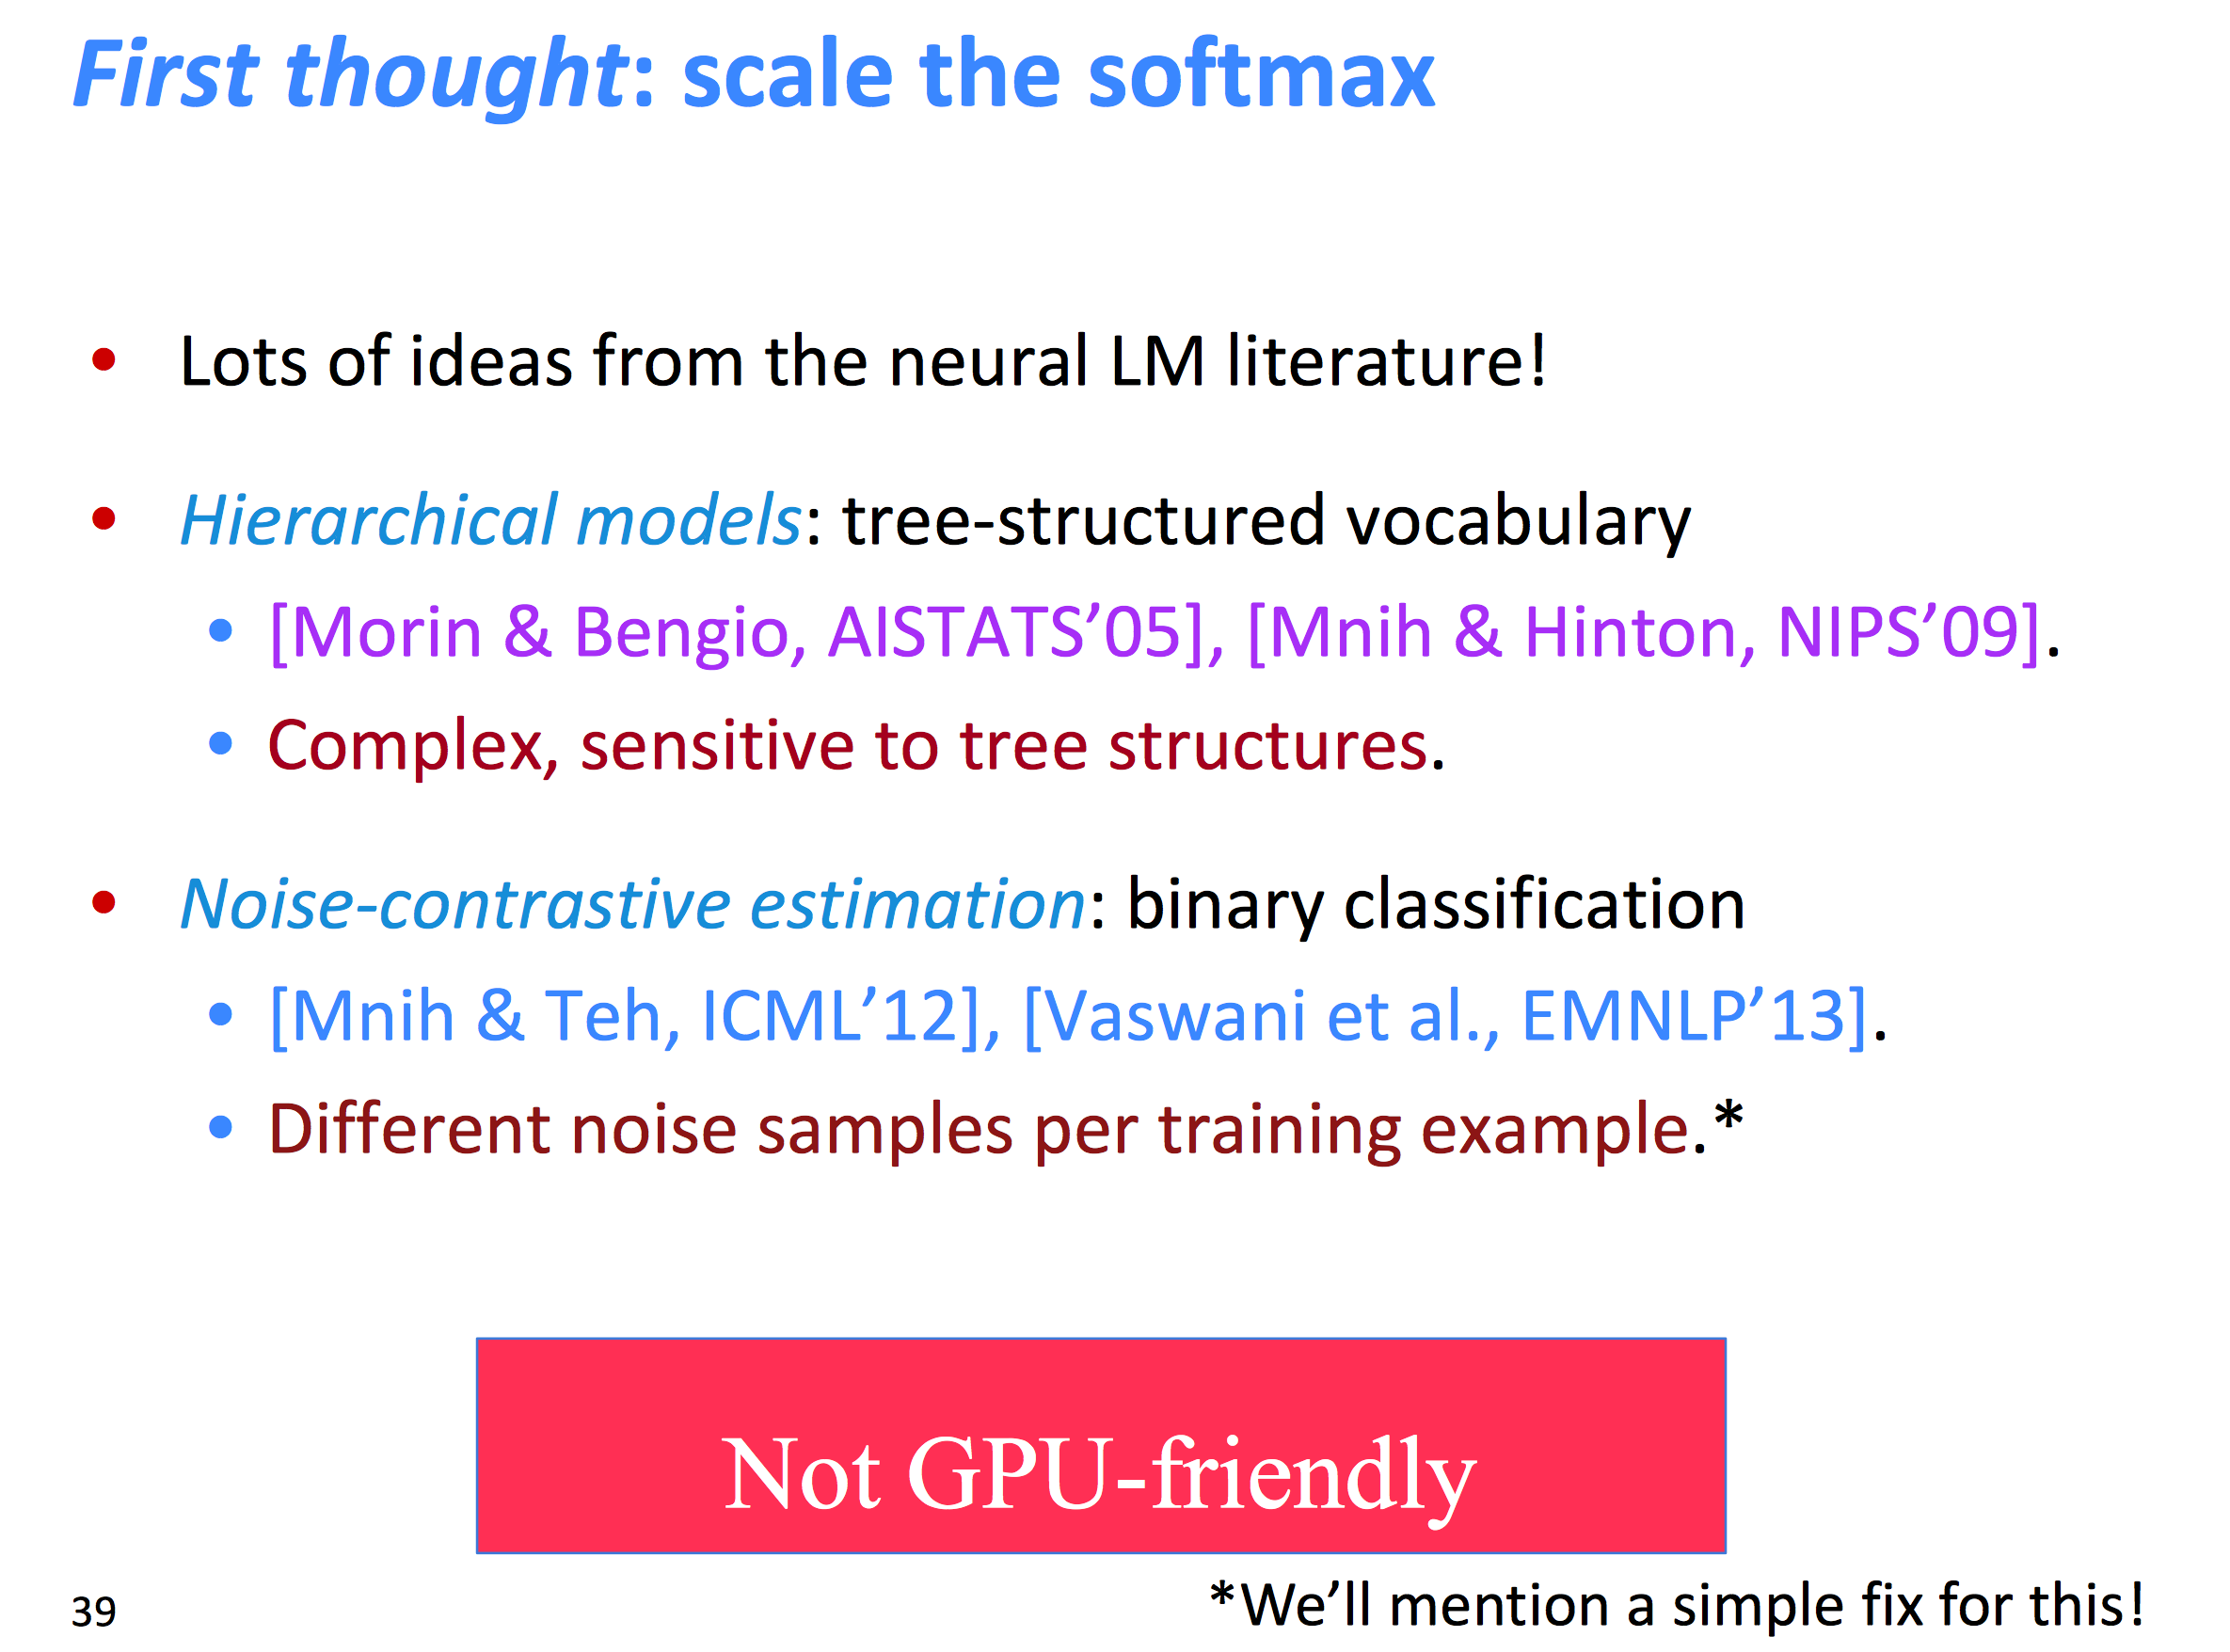 First thought: scale the softmax
• Lots of ideas from the neural LM literature!
• Hierarchical models: tree-structured vocabulary
• [Morin & Bengio, AISTATS’05], [Mnih & Hinton, NIPS’09].
• Complex, sensitive to tree structures.
• Noise-contrastive estimation: binary classification
• [Mnih & Teh, ICML’12], [Vaswani et al., EMNLP’13].
• Different noise samples per training example.*
Not GPU-friendly
39
*We’ll mention a simple fix for this!